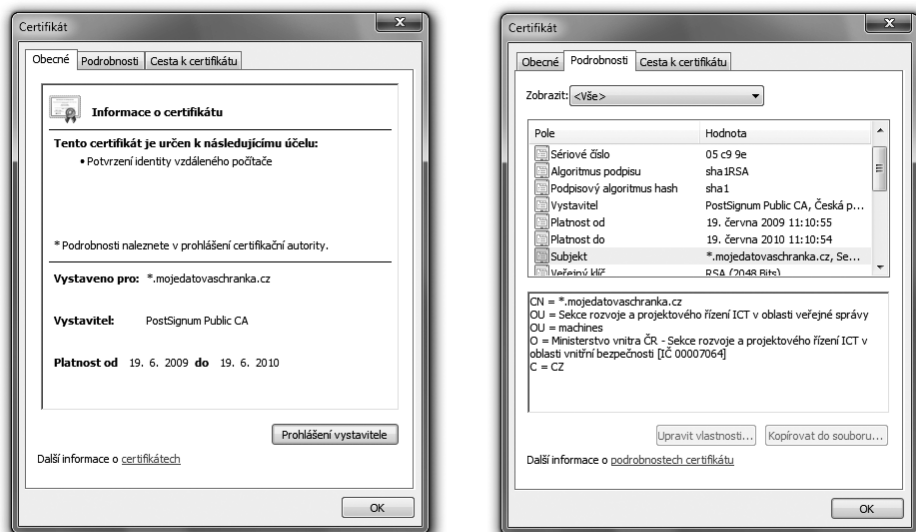 Certifikát
Obecné Podrobnosti Cesta k certifikátu
Informace o certifikátu
Tento certifikát je určen k následujícímu účelu:
• Potvrzení identity vzdáleného počítače
* Podrobnosti naleznete v prohlášení certifikační autority.
Vystaveno pro: *.mojedatovaschranka.cz
Vystavitel: PostSignum Public CA
Platnost od 19. 6. 2009 do 19. 6. 2010
Prohlášení vystavitele
Další informace o certifikátech
OK
Certifikát
Obecné Podrobnosti Cesta k certifikátu
Zobrazit: <Vše>
Pole Hodnota
Sériové číslo 05 c9 9e
Algoritmus podpisu sha1RSA
Podpisový algoritmus hash sha1
Vystavitel PostSignum Public CA, Česká p...
Platnost od 19. června 2009 11:10:55
Platnost do 19. června 2010 11:10:54
Subjekt *.mojedatovaschranka.cz, Se...
Veřejný klíč RSA (2048 Bits)
CN = *.mojedatovaschranka.cz
OU = Sekce rozvoje a projektového řízení ICT v oblasti veřejné správy
OU = machines
O = Ministerstvo vnitra ČR - Sekce rozvoje a projektového řízení ICT v
oblasti vnitřní bezpečnosti [IČ 00007064]
C = CZ
Upravit vlastnosti... Kopírovat do souboru...
Další informace o podrobnostech certifikátu
OK